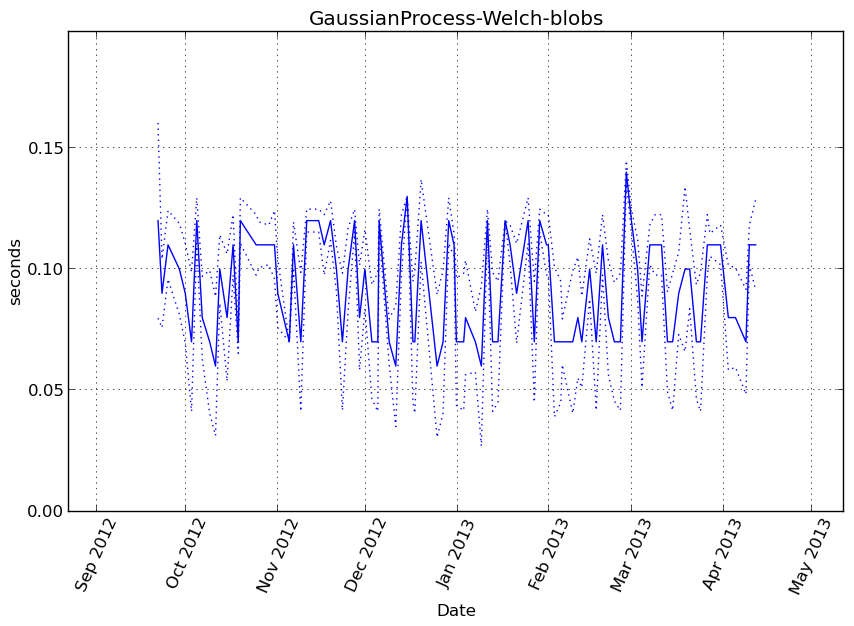 GaussianProcess-Welch-blobs
seconds
0.15
0.10
0.05
0.00
Sep 2012
Oct 2012
Nov 2012
Dec 2012
Jan 2013
Feb 2013
Mar 2013
Apr 2013
May 2013
Date